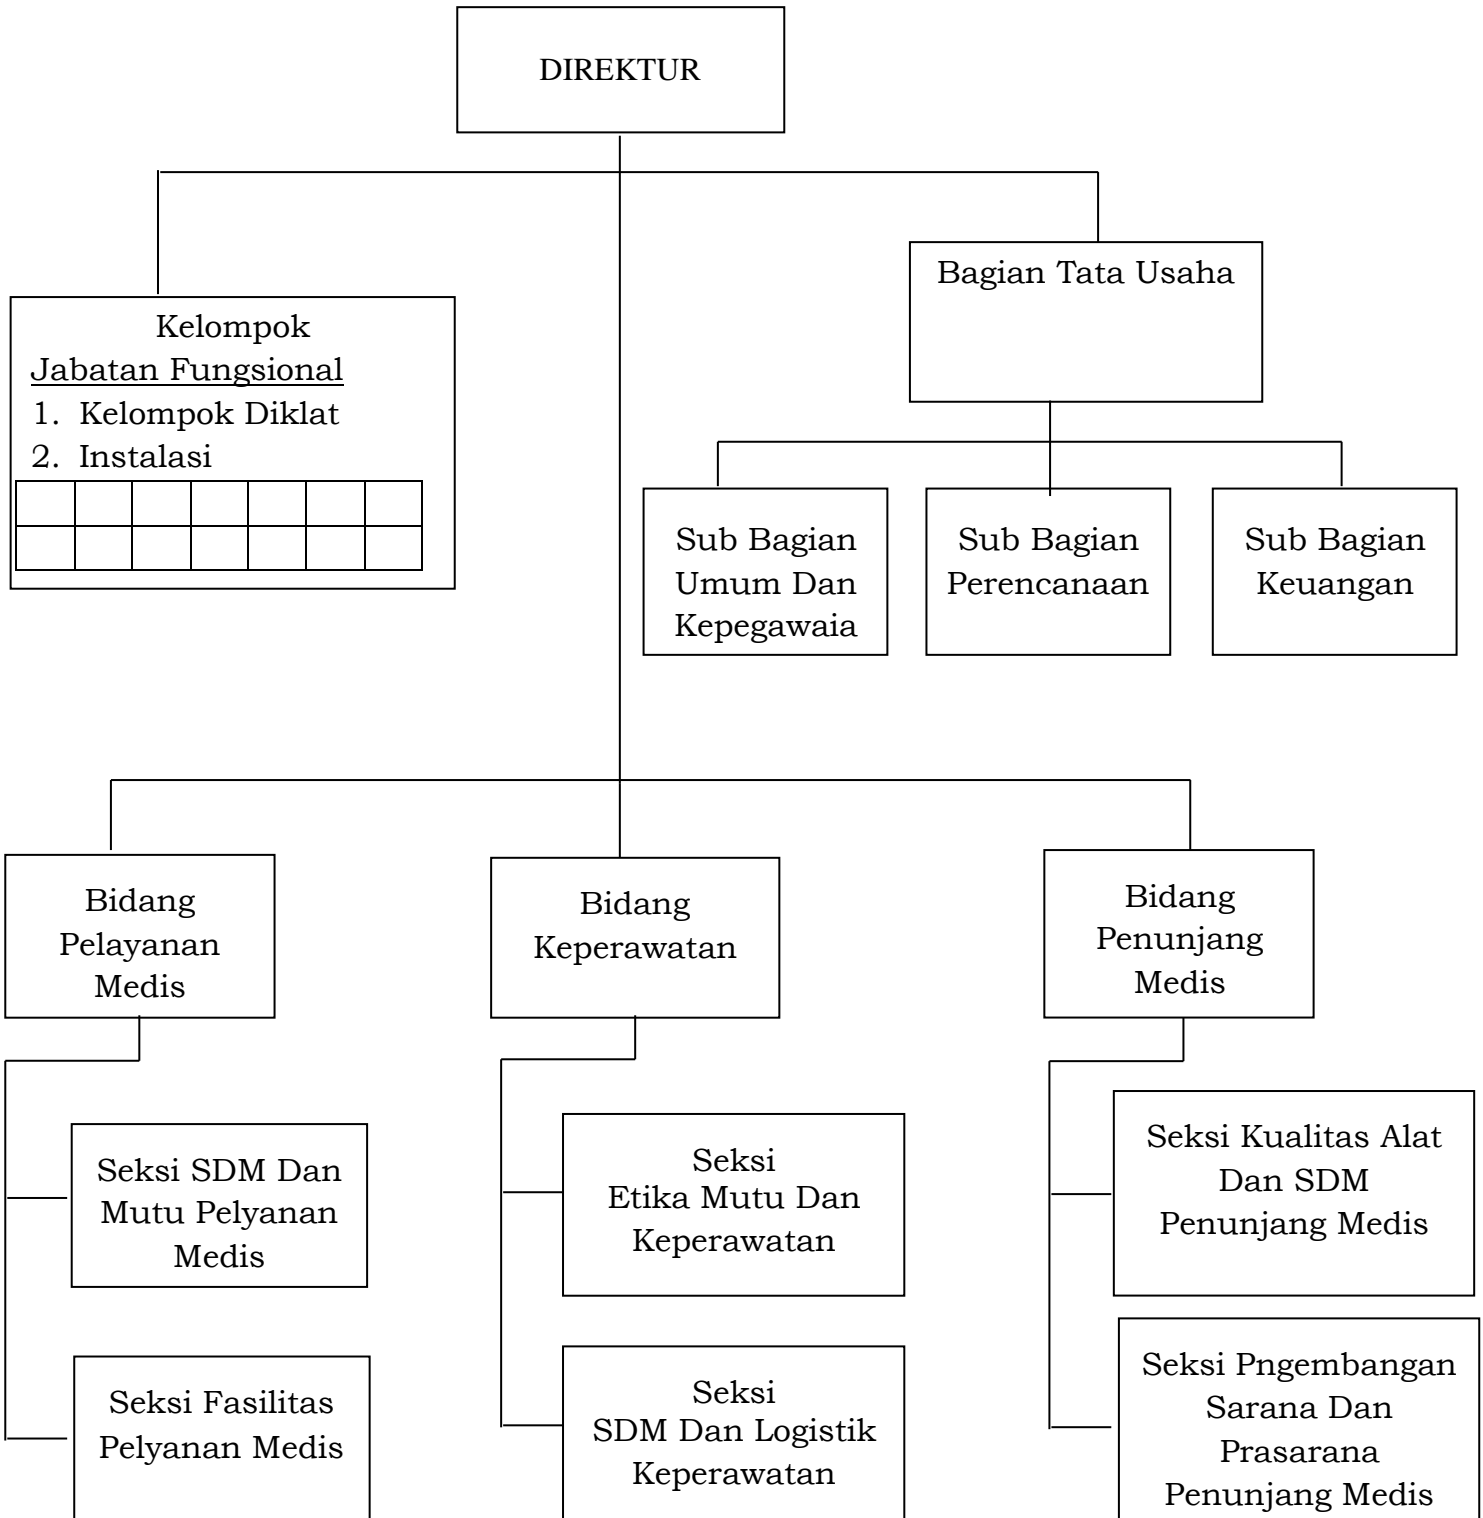 DIREKTUR
Bagian Tata Usaha
Kelompok
Jabatan Fungsional
1. Kelompok Diklat
2. Instalasi
Sub Bagian
Umum Dan
Kepegawaia
Sub Bagian
Perencanaan
Sub Bagian
Keuangan
Bidang
Pelayanan
Medis
Bidang
Keperawatan
Bidang
Penunjang
Medis
Seksi SDM Dan
Mutu Pelyanan
Medis
Seksi
Etika Mutu Dan
Keperawatan
Seksi Kualitas Alat
Dan SDM
Penunjang Medis
Seksi Fasilitas
Pelyanan Medis
Seksi
SDM Dan Logistik
Keperawatan
Seksi Pngembangan
Sarana Dan
Prasarana
Penunjang Medis